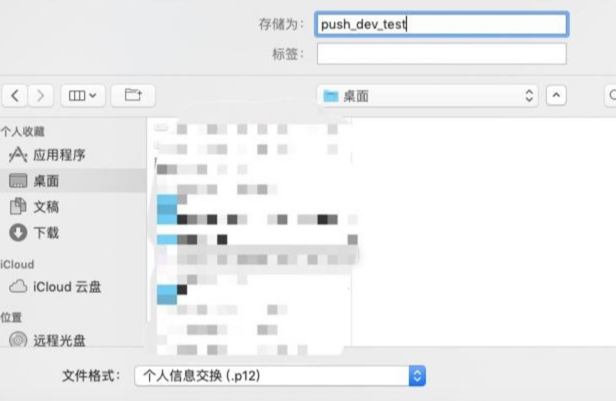 存储为：
push_dev_test
标签：
桌面
个人收藏
应用程序
桌面
文稿
下载
iCloud
iCloud 云盘
位置
远程光盘
文件格式：
个人信息交换 (.p12)